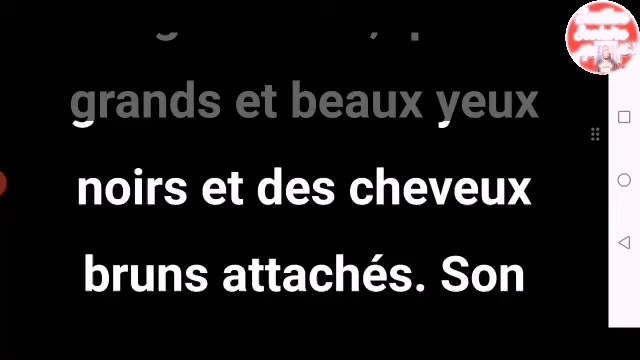 grands et beaux yeux
noirs et des cheveux
bruns attachés. Son